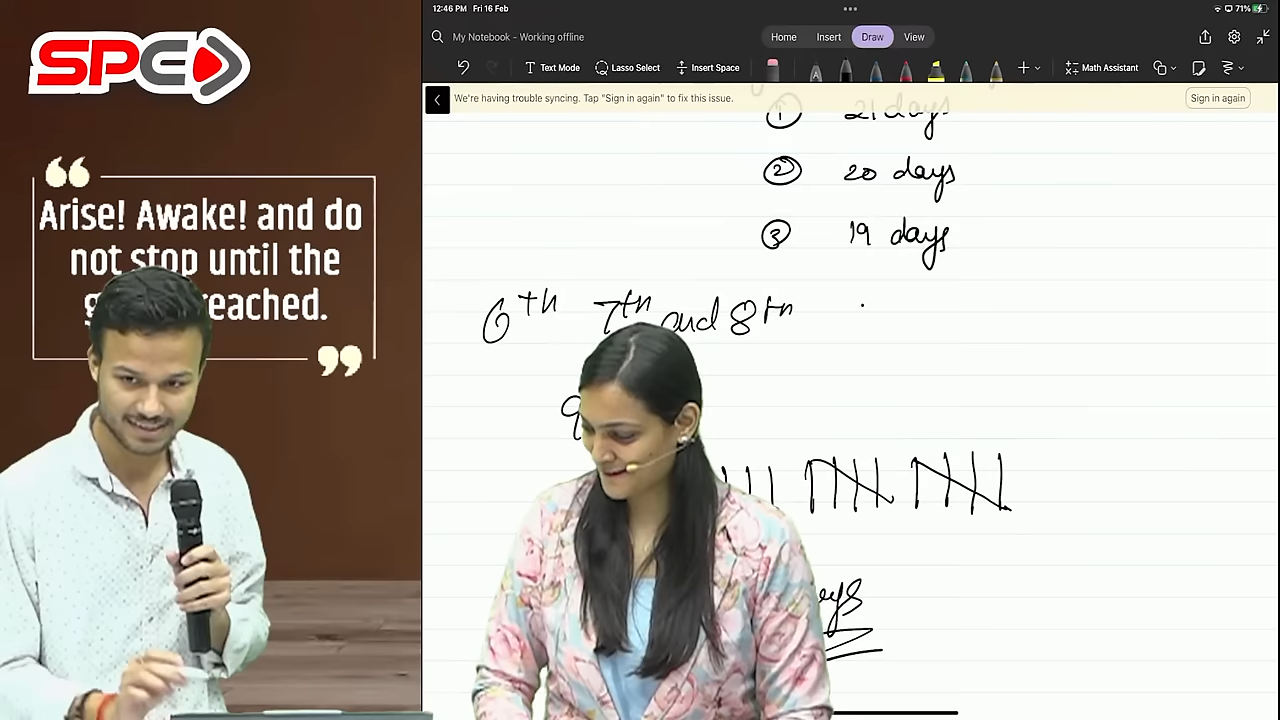 12:46 PM Fri 16 Feb
71%
SPC
My Notebook - Working offline
Home Insert Draw View
Text Mode Lasso Select Insert Space Math Assistant
We're having trouble syncing. Tap "Sign in again" to fix this issue. Sign in again
“
Arise! Awake! and do
not stop until the
reached.
”
1 21 days
2 20 days
3 19 days
6th 7th and 8th